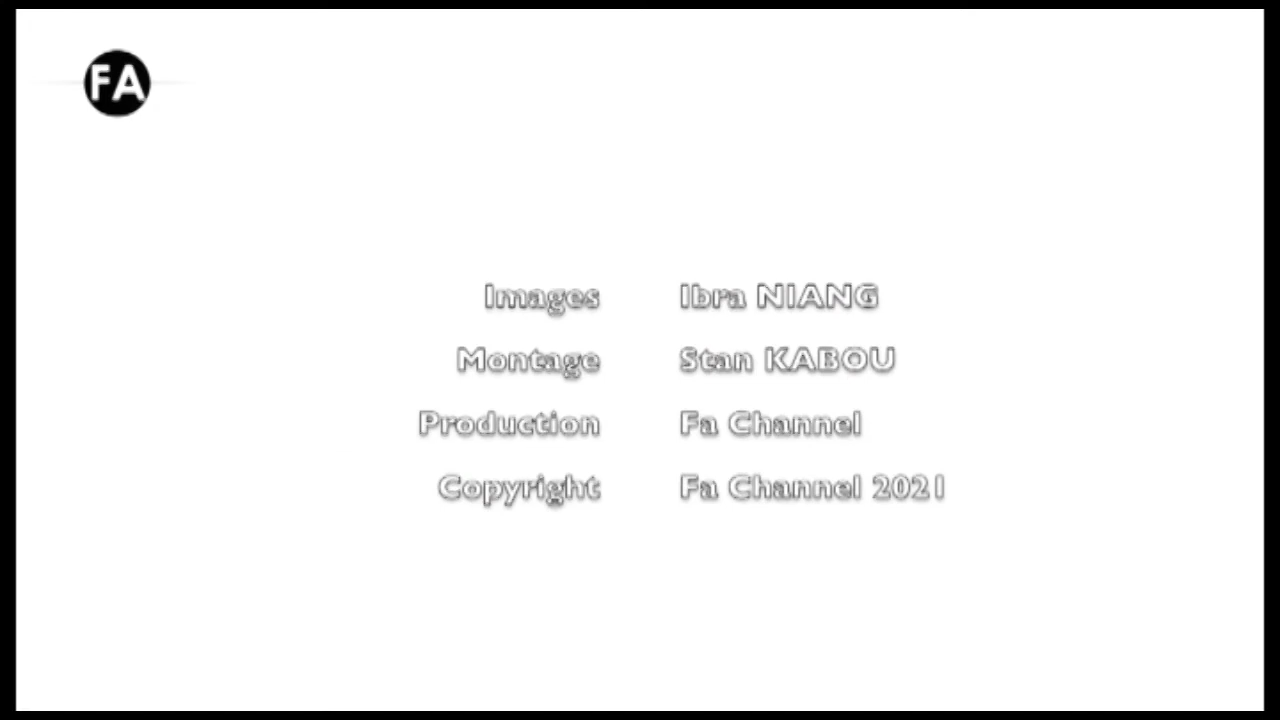 FA
Images Ibra NIANG
Montage Stan KABOU
Production Fa Channel
Copyright Fa Channel 2021